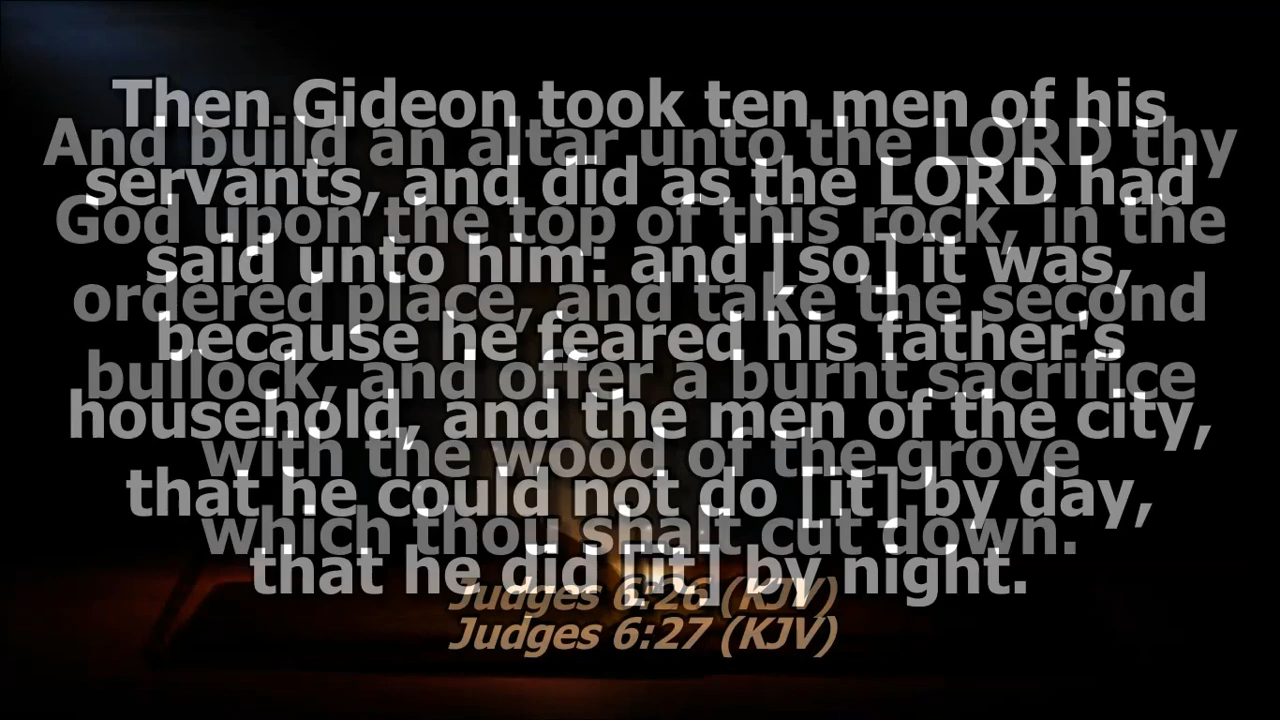 And build an altar unto the LORD thy
God upon the top of this rock, in the
ordered place, and take the second
bullock, and offer a burnt sacrifice
with the wood of the grove
which thou shalt cut down.
Judges 6:26 (KJV)
Then Gideon took ten men of his
servants, and did as the LORD had
said unto him: and [so] it was,
because he feared his father's
household, and the men of the city,
that he could not do [it] by day,
that he did [it] by night.
Judges 6:27 (KJV)